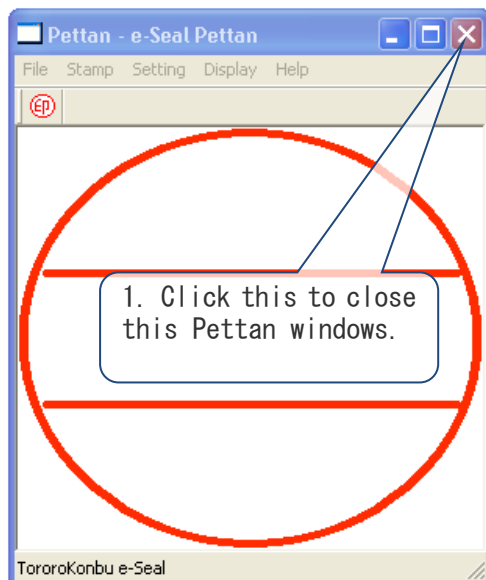 Pettan - e-Seal Pettan
File Stamp Setting Display Help
EP
1. Click this to close
this Pettan windows.
TororoKonbu e-Seal